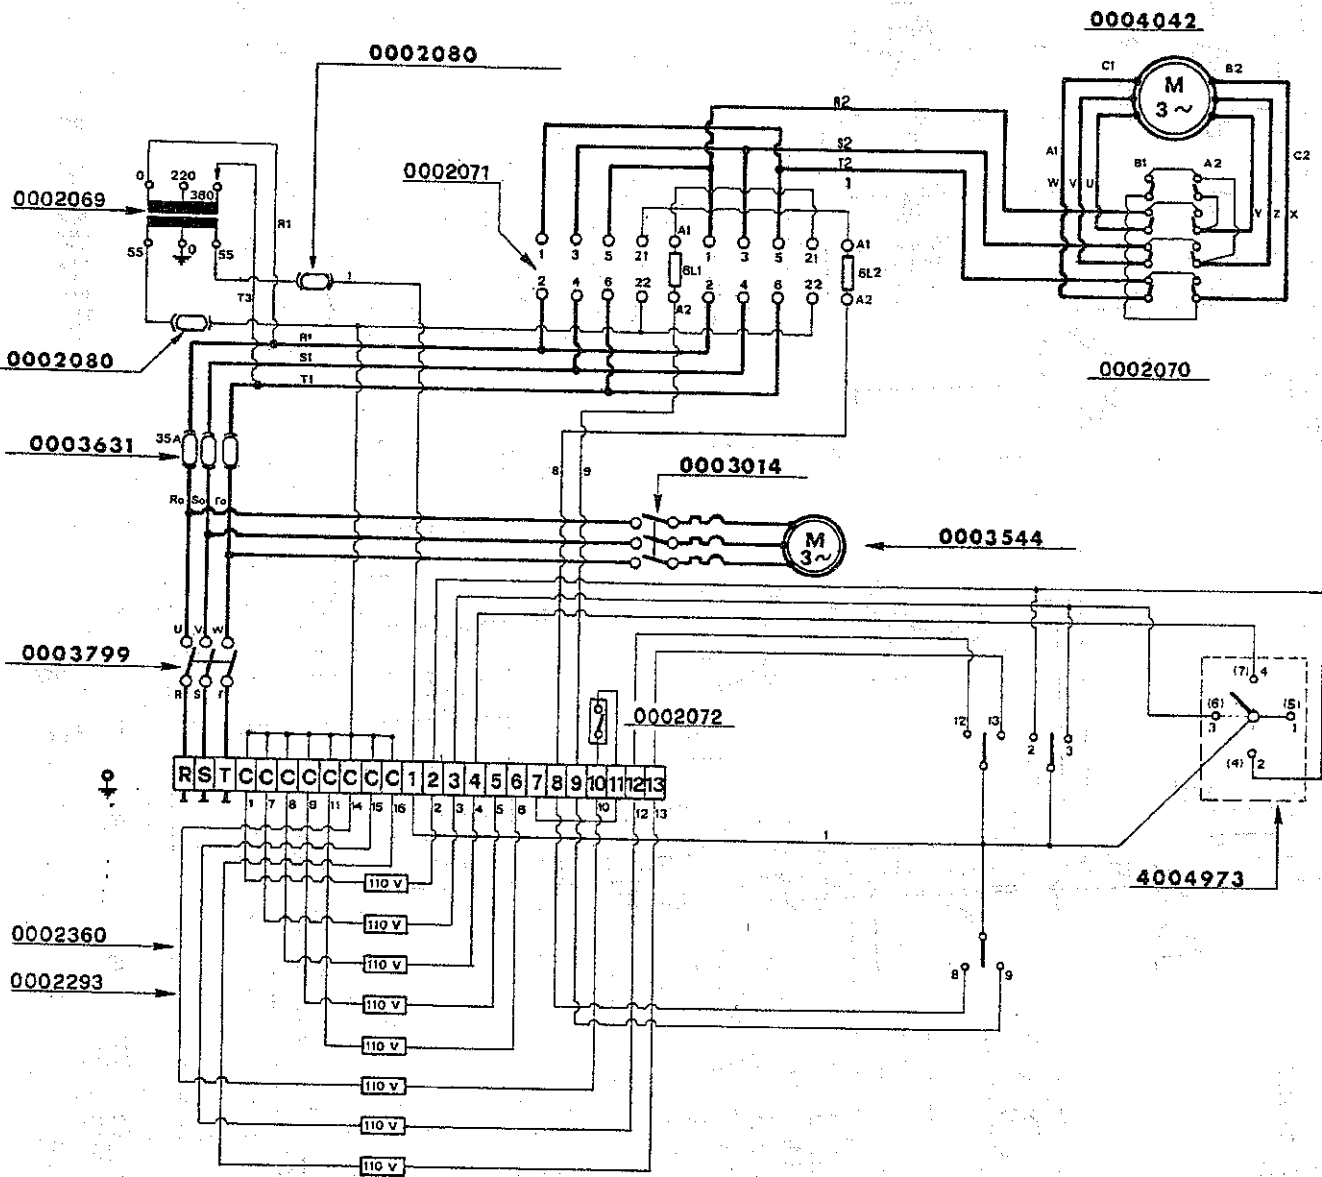 0004042
0002080
C1 M B2
3~
R2
0 220 380
0002071
S2
T2
1
A1 B1 A2 C2
W V U Y Z X
0002069
55 0 55
R1
A1 A1
1 3 5 21 1 3 5 21
6L1 6L2
2 4 6 22 2 4 6 22
A2 A2
1
T3
0002080
R1
S1
T1
0002070
35A
0003631
8 9
0003014
Ro So To
M
3~
0003544
U V W
0003799
R S T
(7) 4
(6) (5)
3 1
(4) 2
0002072
12 13 2 3
R S T C C C C C C C C 1 2 3 4 5 6 7 8 9 10 11 12 13
1 7 8 9 11 14 15 16 2 3 4 5 6 10 12 13
1
4004973
110 V
110 V
0002360
110 V
0002293
8 9
110 V
110 V
110 V
110 V
110 V